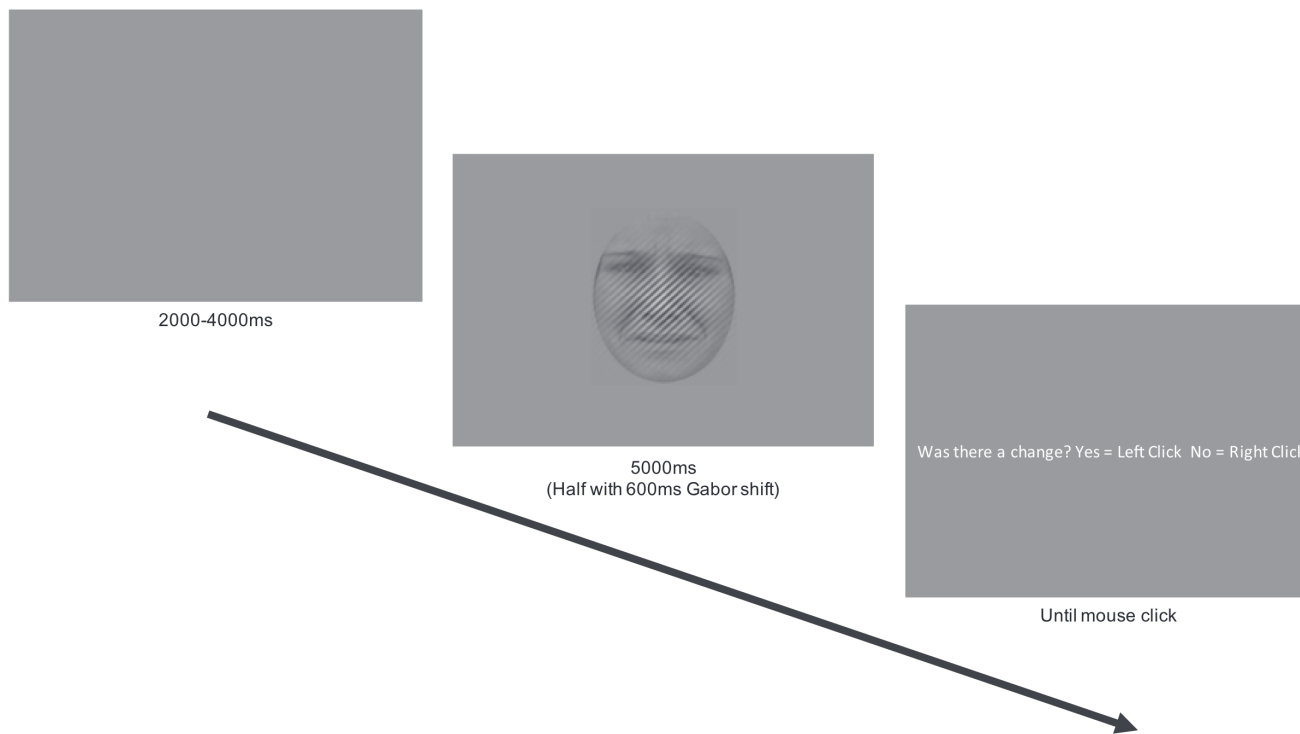 2000-4000ms
5000ms
(Half with 600ms Gabor shift)
Was there a change? Yes = Left Click No = Right
Until mouse click